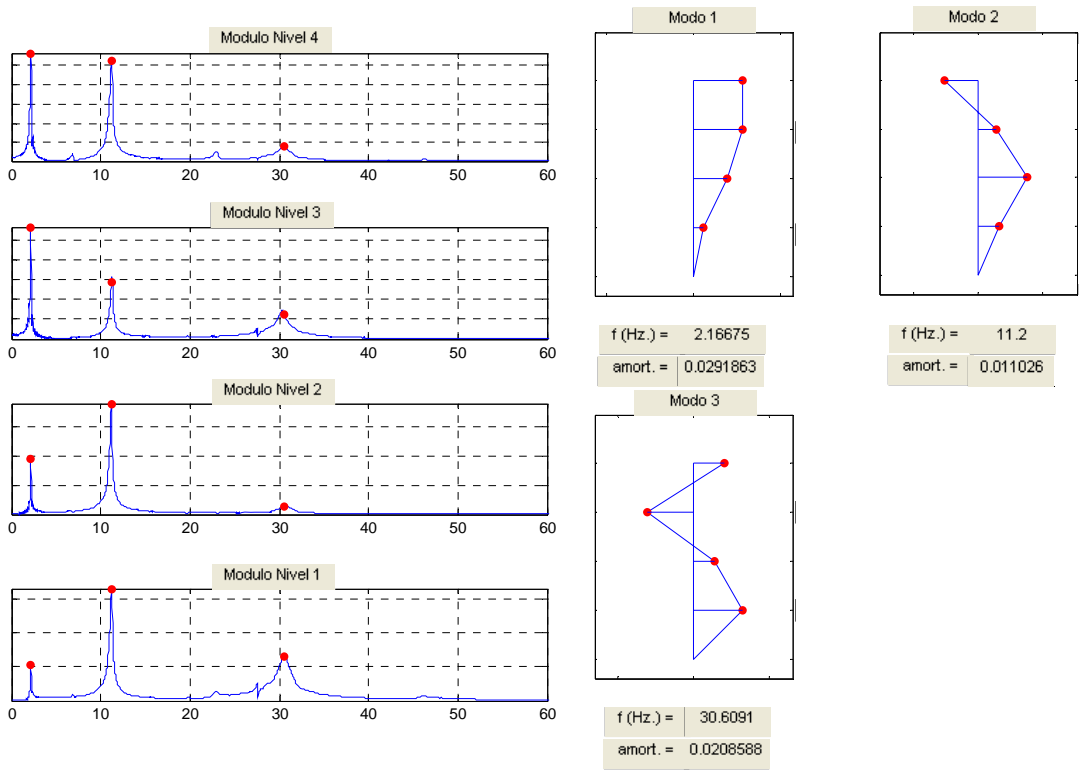 Modulo Nivel 4
0 10 20 30 40 50 60
Modulo Nivel 3
0 10 20 30 40 50 60
Modulo Nivel 2
0 10 20 30 40 50 60
Modulo Nivel 1
0 10 20 30 40 50 60
Modo 1
f (Hz.) = 2.16675
amort. = 0.0291863
Modo 2
f (Hz.) = 11.2
amort. = 0.011026
Modo 3
f (Hz.) = 30.6091
amort. = 0.0208588